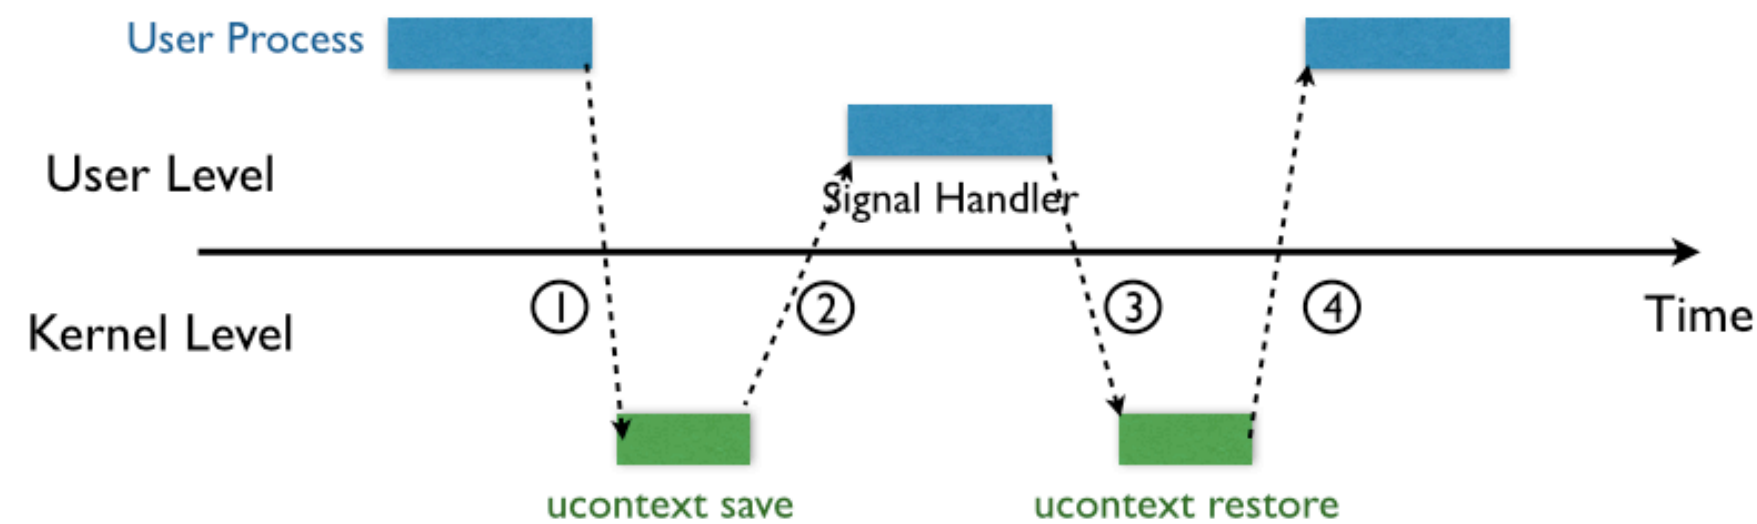 User Process
User Level
Signal Handler
① ② ③ ④
Kernel Level
Time
ucontext save
ucontext restore